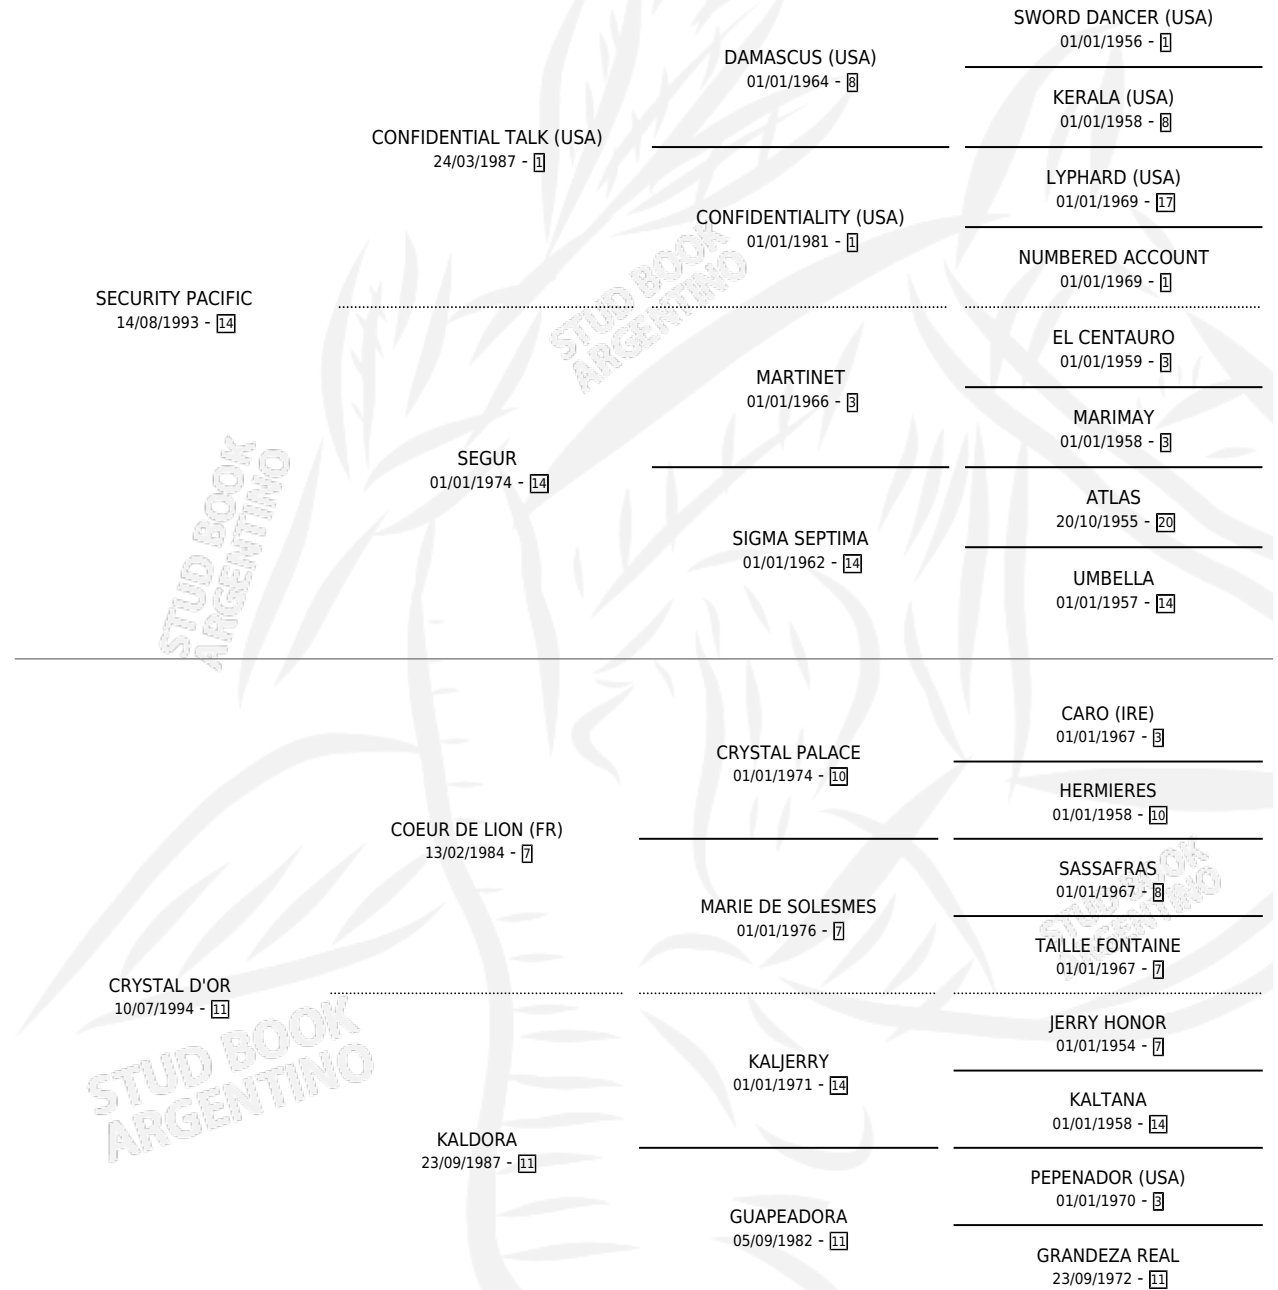 SWORD DANCER (USA)
01/01/1956 - 1
DAMASCUS (USA)
01/01/1964 - 8
KERALA (USA)
01/01/1958 - 8
CONFIDENTIAL TALK (USA)
24/03/1987 - 1
LYPHARD (USA)
01/01/1969 - 17
CONFIDENTIALITY (USA)
01/01/1981 - 1
NUMBERED ACCOUNT
01/01/1969 - 1
SECURITY PACIFIC
14/08/1993 - 14
EL CENTAURO
01/01/1959 - 3
MARTINET
01/01/1966 - 3
MARIMAY
01/01/1958 - 3
SEGUR
01/01/1974 - 14
ATLAS
20/10/1955 - 20
SIGMA SEPTIMA
01/01/1962 - 14
UMBELLA
01/01/1957 - 14
CARO (IRE)
01/01/1967 - 3
CRYSTAL PALACE
01/01/1974 - 10
HERMIERES
01/01/1958 - 10
COEUR DE LION (FR)
13/02/1984 - 7
SASSAFRAS
01/01/1967 - 8
MARIE DE SOLESMES
01/01/1976 - 7
TAILLE FONTAINE
01/01/1967 - 7
CRYSTAL D'OR
10/07/1994 - 11
JERRY HONOR
01/01/1954 - 7
KALJERRY
01/01/1971 - 14
KALTANA
01/01/1958 - 14
KALDORA
23/09/1987 - 11
PEPENADOR (USA)
01/01/1970 - 3
GUAPEADORA
05/09/1982 - 11
GRANDEZA REAL
23/09/1972 - 11
STUD BOOK
ARGENTINO
STUD BOOK
ARGENTINO
STUD BOOK
ARGENTINO
STUD BOOK
ARGENTINO